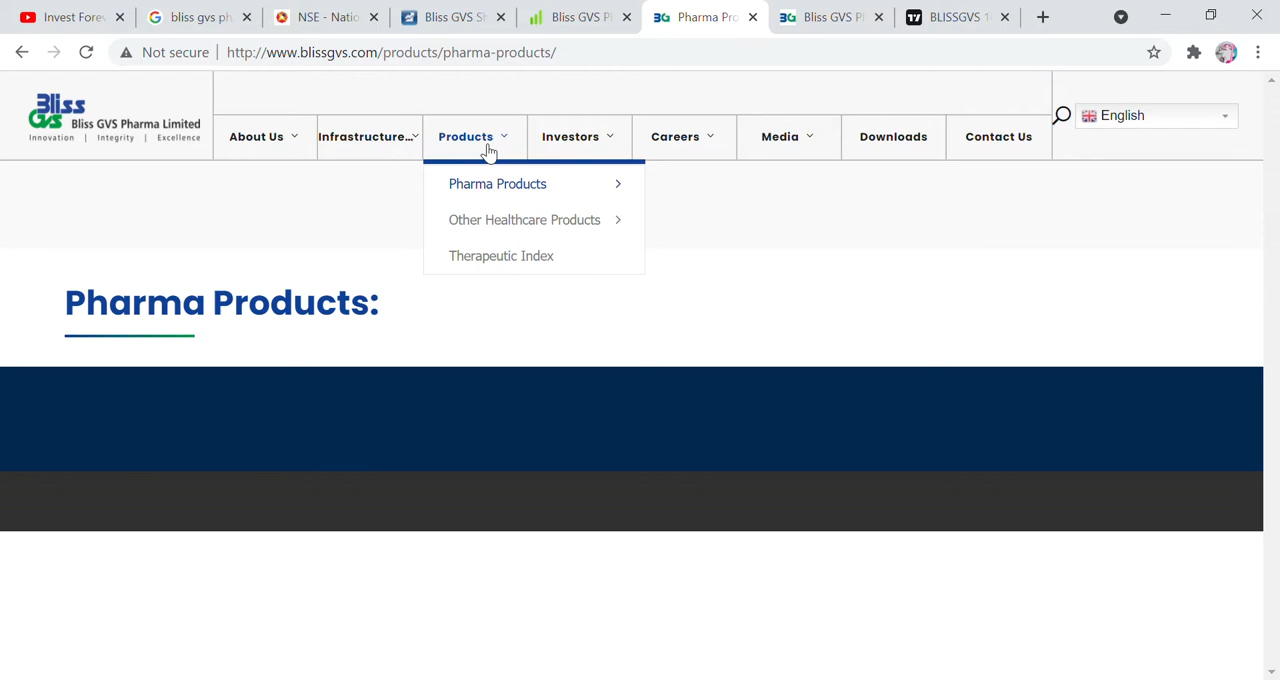 Invest Forev
bliss gvs ph
NSE - Natio
Bliss GVS Sh
Bliss GVS Pl
Pharma Pro
Bliss GVS Pl
BLISSGVS 1
Not secure
http://www.blissgvs.com/products/pharma-products/
Bliss
GVS
Bliss GVS Pharma Limited
Innovation | Integrity | Excellence
About Us
Infrastructure...
Products
Investors
Careers
Media
Downloads
Contact Us
English
Pharma Products
Other Healthcare Products
Therapeutic Index
Pharma Products: